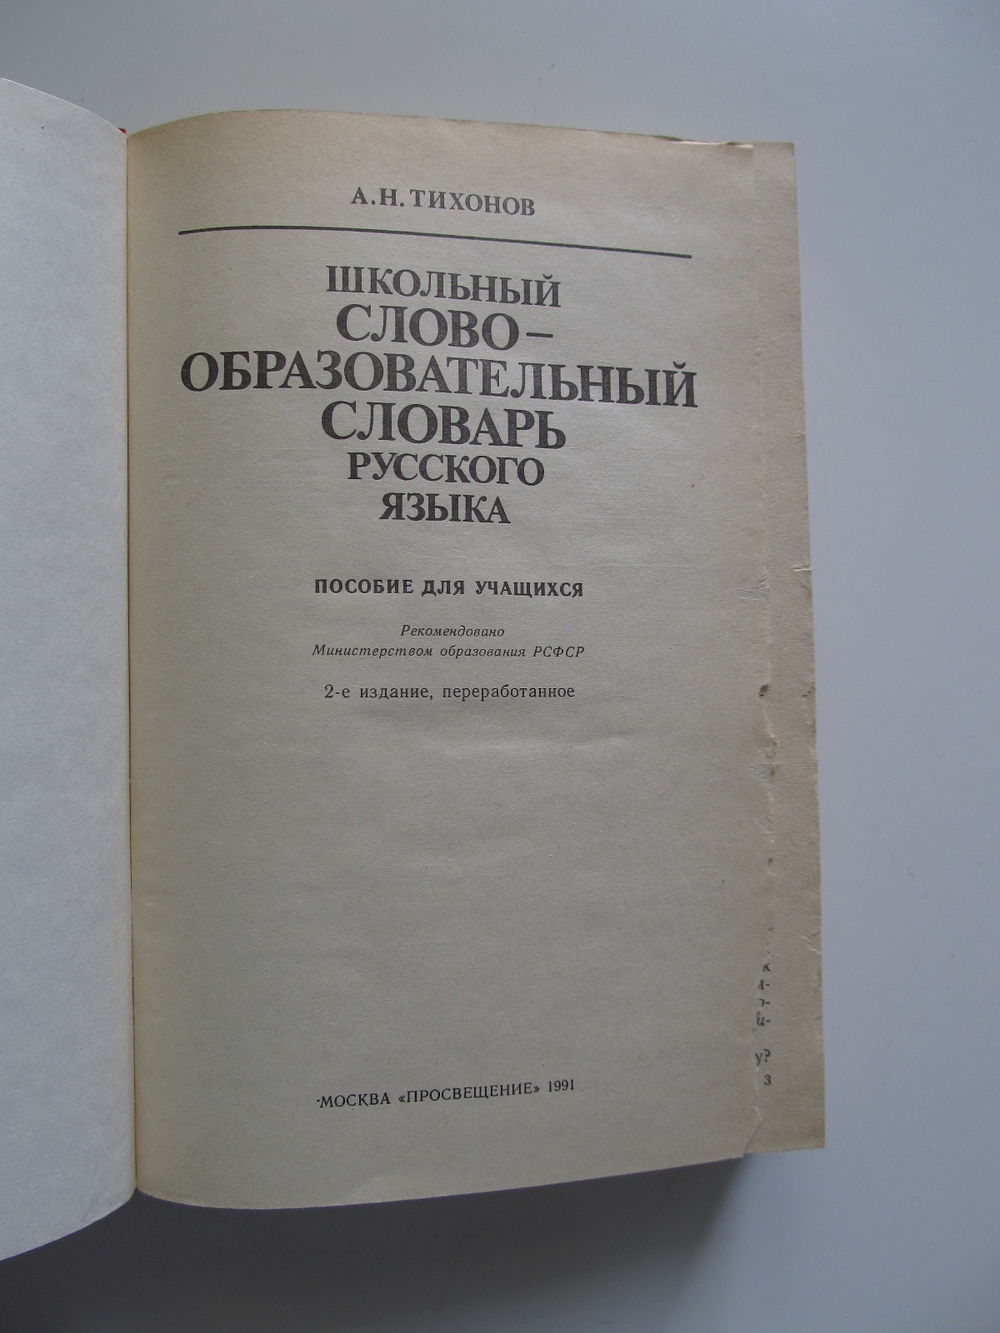 А. Н. ТИХОНОВ
ШКОЛЬНЫЙ
СЛОВО-
ОБРАЗОВАТЕЛЬНЫЙ
СЛОВАРЬ
РУССКОГО
ЯЗЫКА
ПОСОБИЕ ДЛЯ УЧАЩИХСЯ
Рекомендовано
Министерством образования РСФСР
2-е издание, переработанное
МОСКВА «ПРОСВЕЩЕНИЕ» 1991
к
у?
з